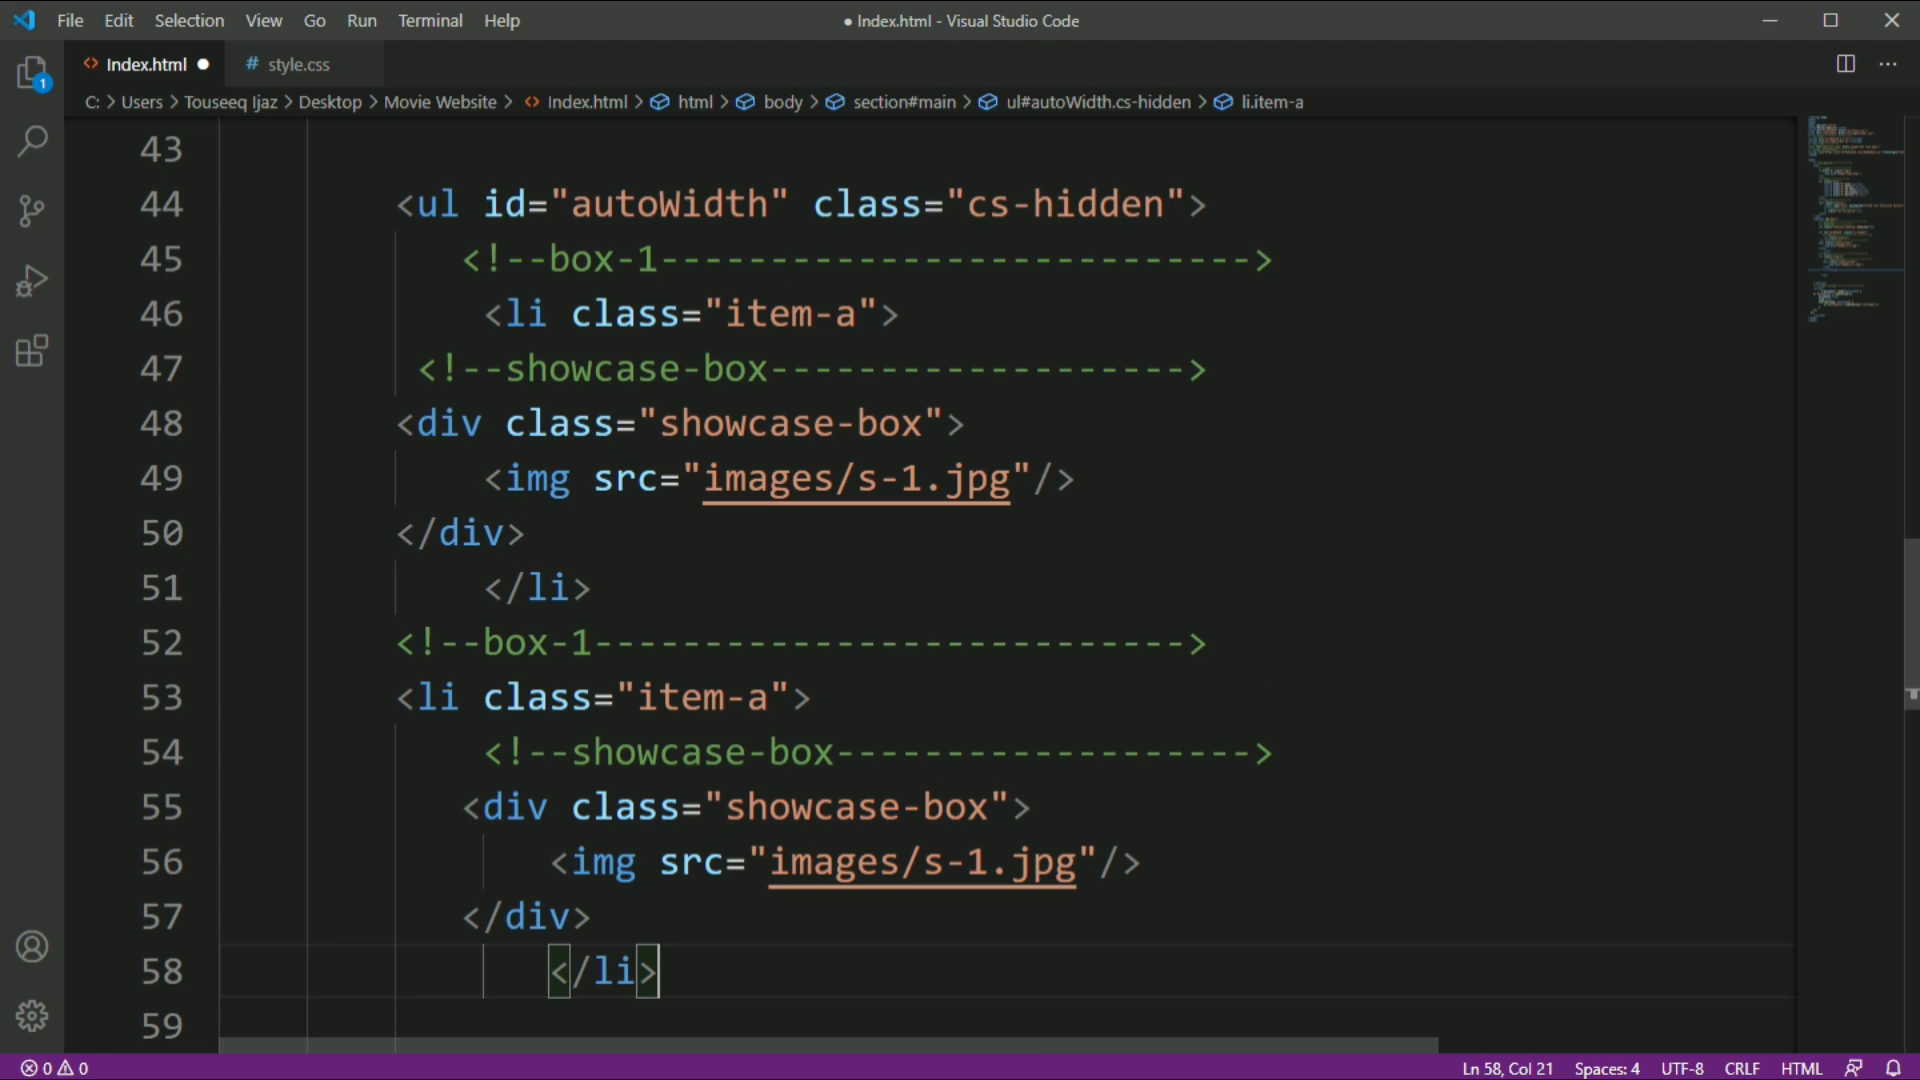 File Edit Selection View Go Run Terminal Help ● Index.html - Visual Studio Code
<> Index.html ● # style.css
C: > Users > Touseeq Ijaz > Desktop > Movie Website > <> Index.html > html > body > section#main > ul#autoWidth.cs-hidden > li.item-a
1
43
44 <ul id="autoWidth" class="cs-hidden">
45 <!--box-1--------------------------->
46 <li class="item-a">
47 <!--showcase-box------------------->
48 <div class="showcase-box">
49 <img src="images/s-1.jpg"/>
50 </div>
51 </li>
52 <!--box-1--------------------------->
53 <li class="item-a">
54 <!--showcase-box------------------->
55 <div class="showcase-box">
56 <img src="images/s-1.jpg"/>
57 </div>
58 </li>
59
0 0 Ln 58, Col 21 Spaces: 4 UTF-8 CRLF HTML